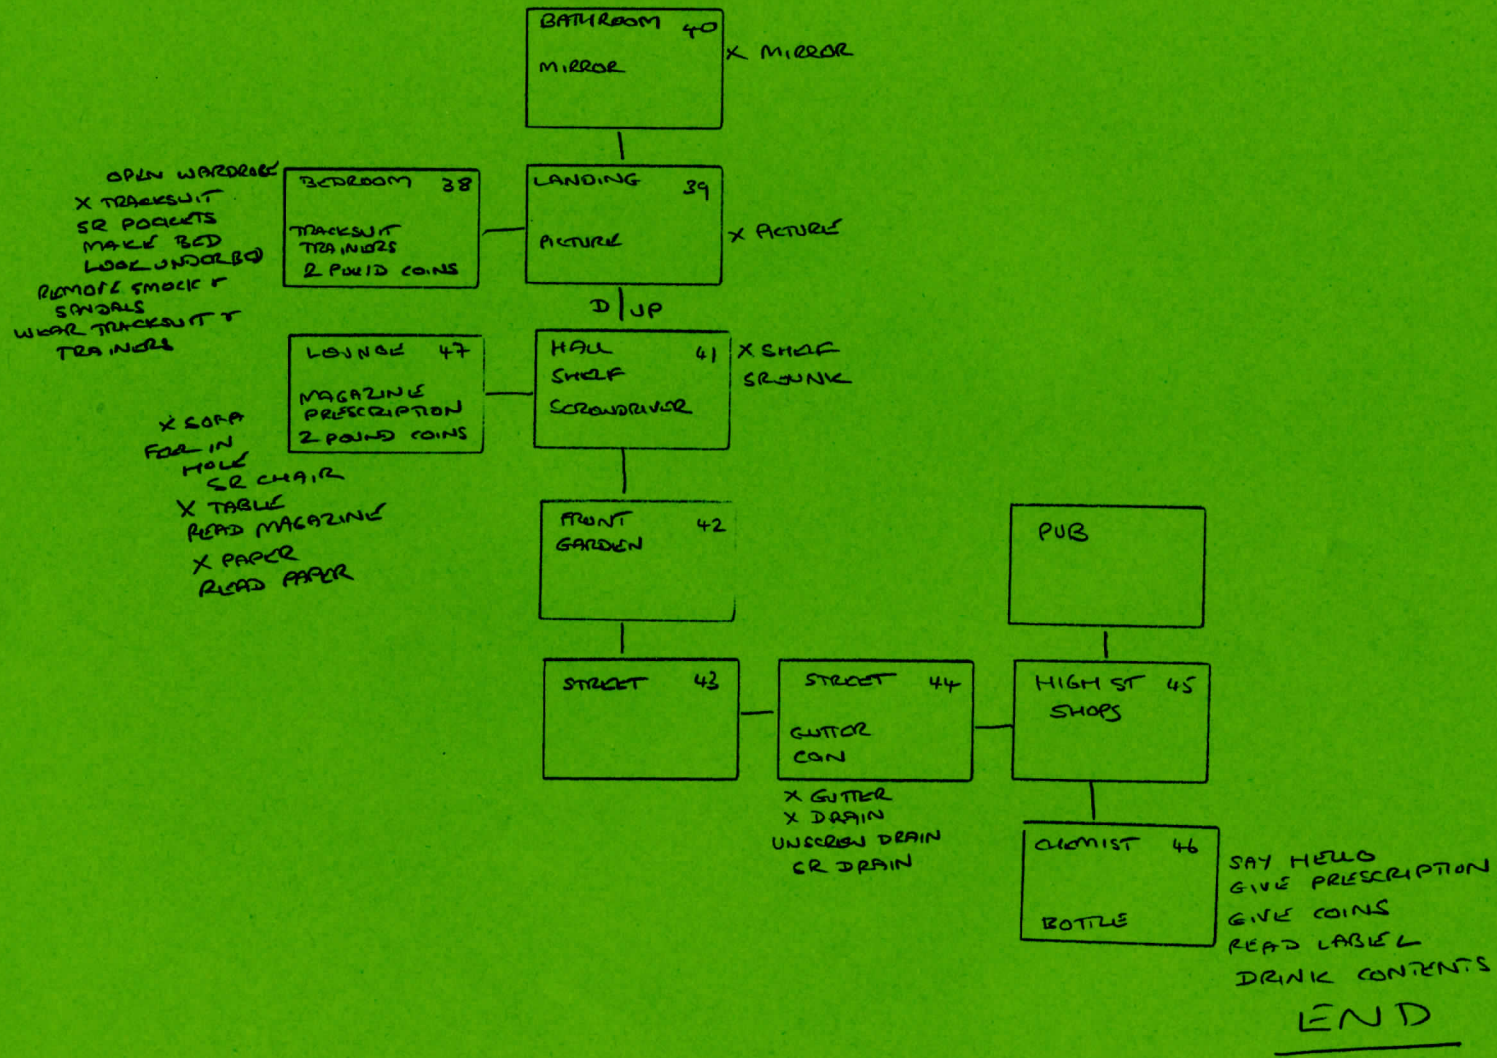 BATHROOM 40
MIRROR
X MIRROR
OPEN WARDROBE
X TRACKSUIT
SR POCKETS
MAKE BED
LOOK UNDER BED
REMOVE SMOCK +
SANDALS
WEAR TRACKSUIT +
TRAINERS
BEDROOM 38
TRACKSUIT
TRAINERS
2 POUND COINS
LANDING 39
PICTURE
X PICTURE
D UP
LOUNGE 47
MAGAZINE
PRESCRIPTION
2 POUND COINS
HALL 41
SHELF
SCREWDRIVER
X SHELF
SR JUNK
X SOFA
FEEL IN
HOLE
SR CHAIR
X TABLE
READ MAGAZINE
X PAPER
READ PAPER
FRONT 42
GARDEN
PUB
STREET 43
STREET 44
GUTTER
COIN
HIGH ST 45
SHOPS
X GUTTER
X DRAIN
UNSCREW DRAIN
SR DRAIN
CHEMIST 46
BOTTLE
SAY HELLO
GIVE PRESCRIPTION
GIVE COINS
READ LABEL
DRINK CONTENTS
END